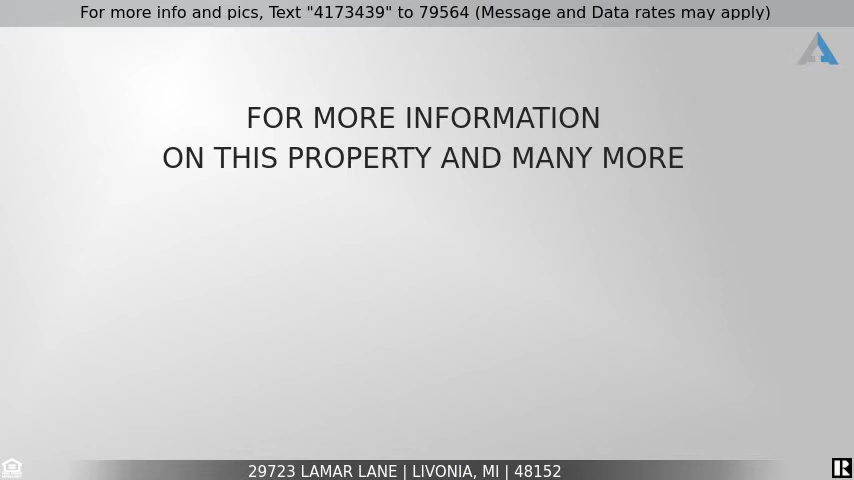 For more info and pics, Text "4173439" to 79564 (Message and Data rates may apply)
FOR MORE INFORMATION
ON THIS PROPERTY AND MANY MORE
29723 LAMAR LANE | LIVONIA, MI | 48152